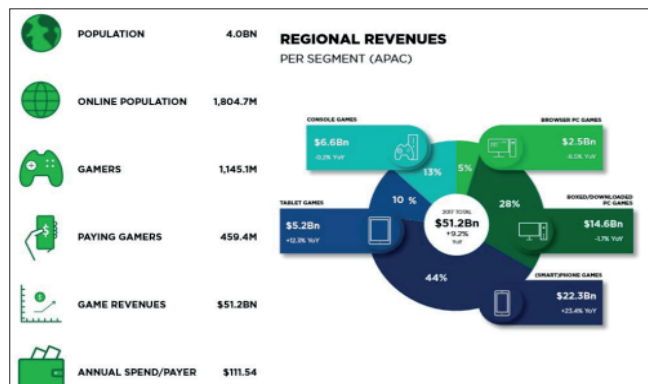 POPULATION 4.0BN
ONLINE POPULATION 1,804.7M
GAMERS 1,145.1M
PAYING GAMERS 459.4M
GAME REVENUES $51.2BN
ANNUAL SPEND/PAYER $111.54
REGIONAL REVENUES
PER SEGMENT (APAC)
CONSOLE GAMES
$6.6Bn
-0.2% YoY
13%
BROWSER PC GAMES
$2.5Bn
YoY
5%
TABLET GAMES
$5.2Bn
+12.3% YoY
10 %
2017 TOTAL
$51.2Bn
+9.2%
YoY
28%
BOXED/DOWNLOADED
PC GAMES
$14.6Bn
-1.7% YoY
44%
(SMART)PHONE GAMES
$22.3Bn
+23.4% YoY